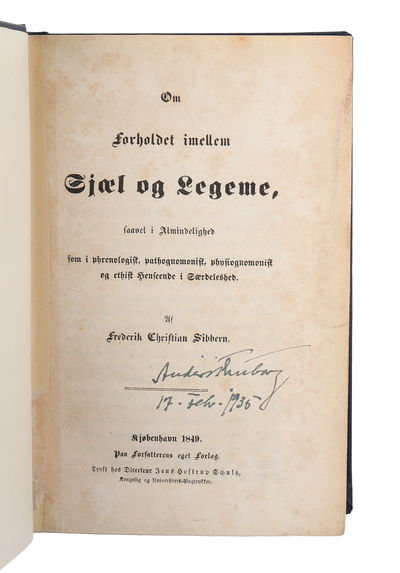 Om
Forholdet imellem
Sjæl og Legeme,
saavel i Almindelighed
som i phrenologisk, pathognomonisk, physiognomonisk
og ethisk Henseende i Særdeleshed.
Af
Frederik Christian Sibbern.
Anders
17. Febr. 1935
Kjøbenhavn 1849.
Paa Forfatterens eget Forlag.
Trykt hos Directeur Jens Hostrup Schultz,
Kongelig og Universitets-Bogtrykker.